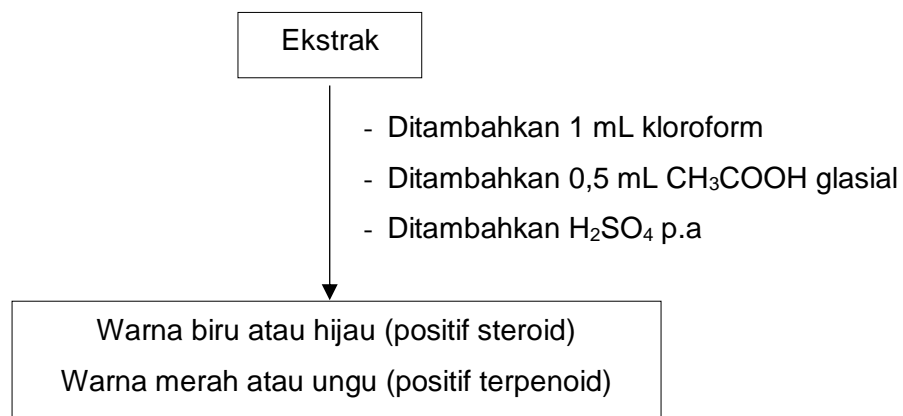 Ekstrak
- Ditambahkan 1 mL kloroform
- Ditambahkan 0,5 mL CH₃COOH glasial
- Ditambahkan H₂SO₄ p.a
Warna biru atau hijau (positif steroid)
Warna merah atau ungu (positif terpenoid)